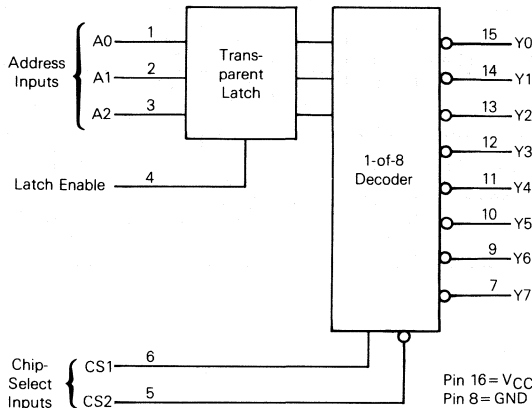 Address
Inputs
A0 1
A1 2
A2 3
Trans-
parent
Latch
Latch Enable 4
1-of-8
Decoder
15 Y0
14 Y1
13 Y2
12 Y3
11 Y4
10 Y5
9 Y6
7 Y7
Chip-
Select
Inputs
CS1 6
CS2 5
Pin 16 = VCC
Pin 8 = GND